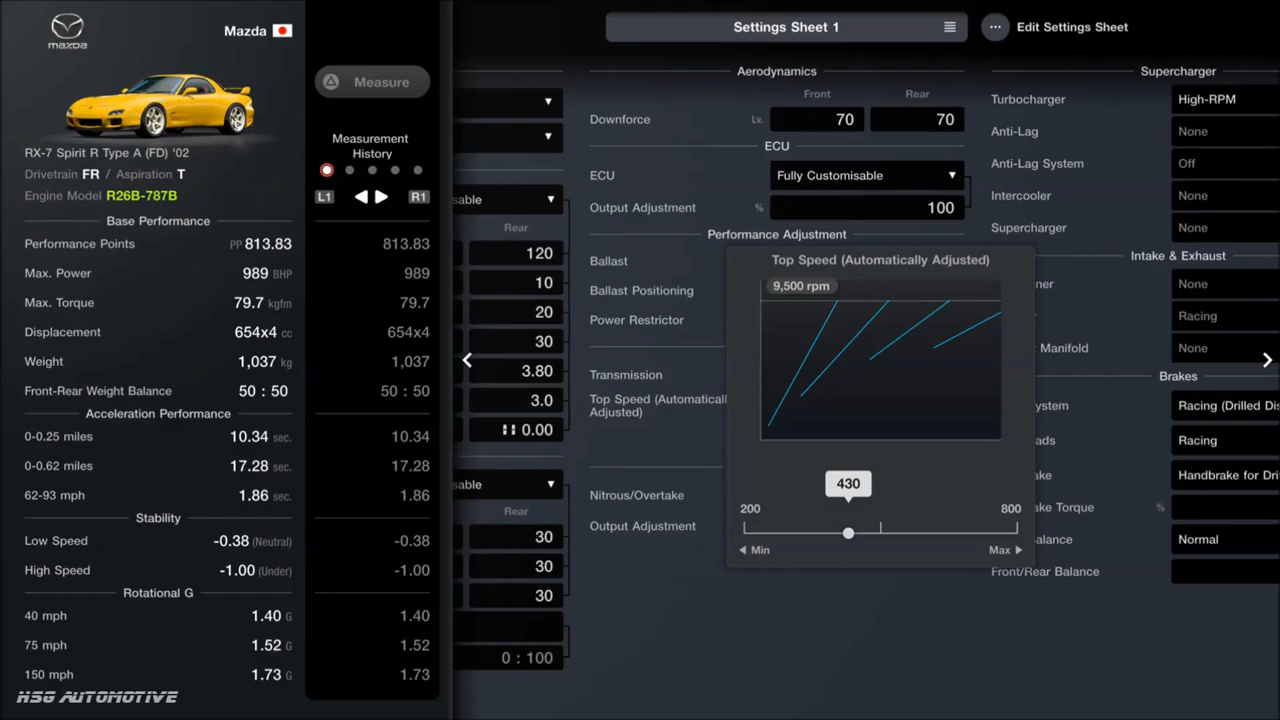 mazda
Mazda
RX-7 Spirit R Type A (FD) '02
Drivetrain FR / Aspiration T
Engine Model R26B-787B
Base Performance
Performance Points PP 813.83
Max. Power 989 BHP
Max. Torque 79.7 kgfm
Displacement 654x4 cc
Weight 1,037 kg
Front-Rear Weight Balance 50 : 50
Acceleration Performance
0-0.25 miles 10.34 sec.
0-0.62 miles 17.28 sec.
62-93 mph 1.86 sec.
Stability
Low Speed -0.38 (Neutral)
High Speed -1.00 (Under)
Rotational G
40 mph 1.40 G
75 mph 1.52 G
150 mph 1.73 G
HSG AUTOMOTIVE
Measure
Measurement
History
L1 R1
813.83
989
79.7
654x4
1,037
50 : 50
10.34
17.28
1.86
-0.38
-1.00
1.40
1.52
1.73
Settings Sheet 1
Edit Settings Sheet
sable
Rear
120
10
20
30
3.80
3.0
0.00
sable
Rear
30
30
30
0 : 100
Aerodynamics
Front Rear
Downforce Lv. 70 70
ECU
ECU Fully Customisable
Output Adjustment % 100
Performance Adjustment
Ballast
Ballast Positioning
Power Restrictor
Transmission
Top Speed (Automaticall
Adjusted)
Nitrous/Overtake
Output Adjustment
Top Speed (Automatically Adjusted)
9,500 rpm
430
200 800
Min Max
Supercharger
Turbocharger High-RPM
Anti-Lag None
Anti-Lag System Off
Intercooler None
Supercharger None
Intake & Exhaust
ner None
Racing
Manifold None
Brakes
ystem Racing (Drilled Dis
ads Racing
ke Handbrake for Dri
ke Torque %
alance Normal
Front/Rear Balance